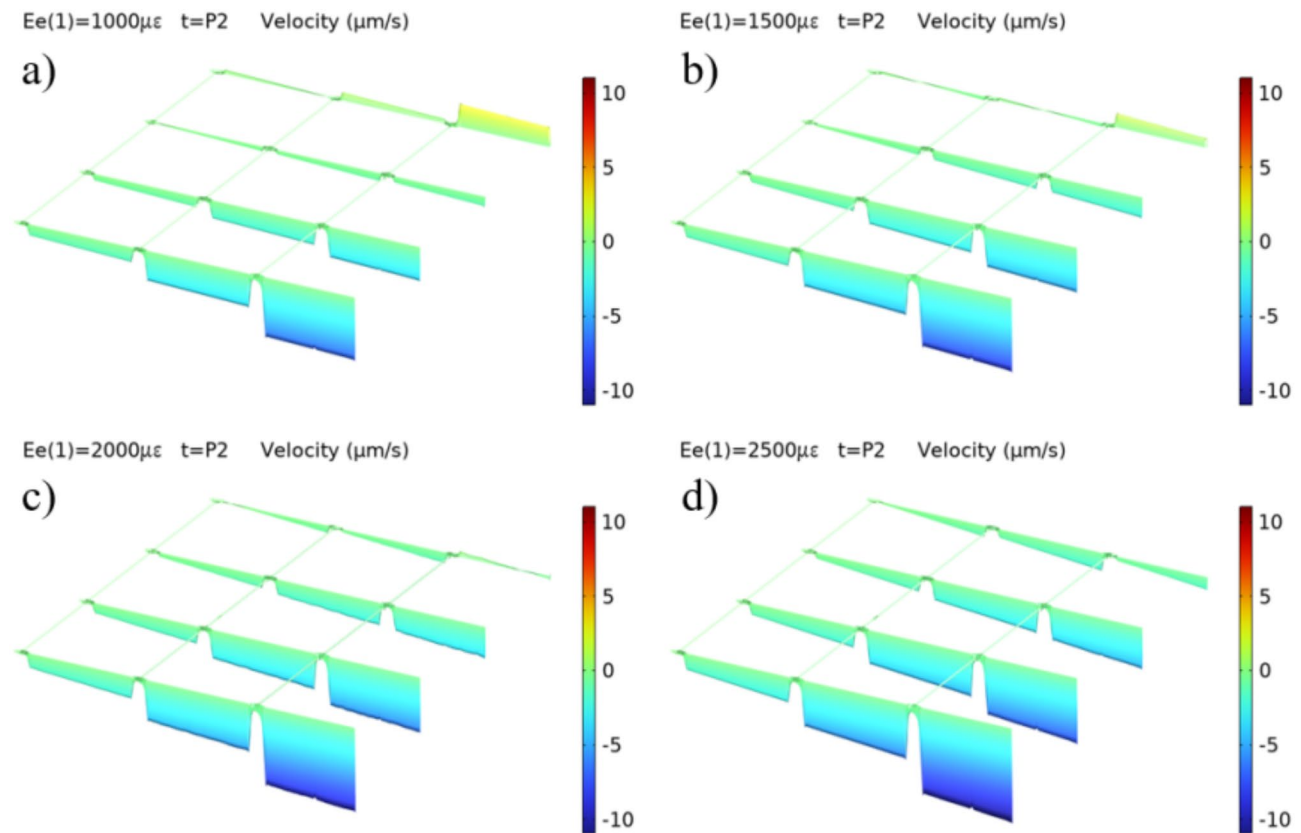 Ee(1)=1000με t=P2 Velocity (μm/s)
a)
10
5
0
-5
-10
Ee(1)=1500με t=P2 Velocity (μm/s)
b)
10
5
0
-5
-10
Ee(1)=2000με t=P2 Velocity (μm/s)
c)
10
5
0
-5
-10
Ee(1)=2500με t=P2 Velocity (μm/s)
d)
10
5
0
-5
-10